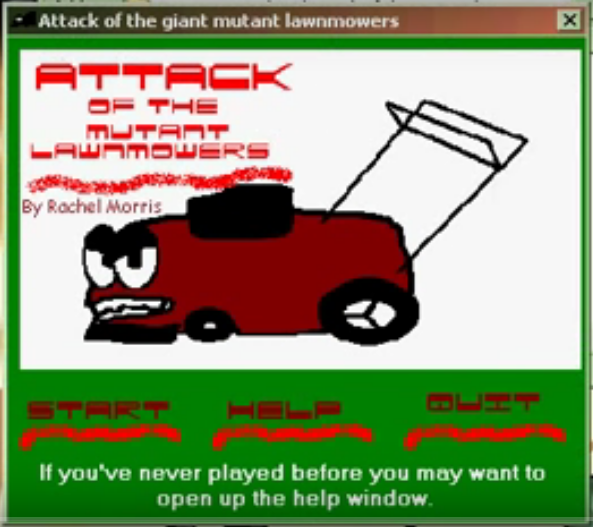 Attack of the giant mutant lawnmowers
ATTACK
OF THE
MUTANT
LAWNMOWERS
By Rachel Morris
START HELP QUIT
If you've never played before you may want to
open up the help window.